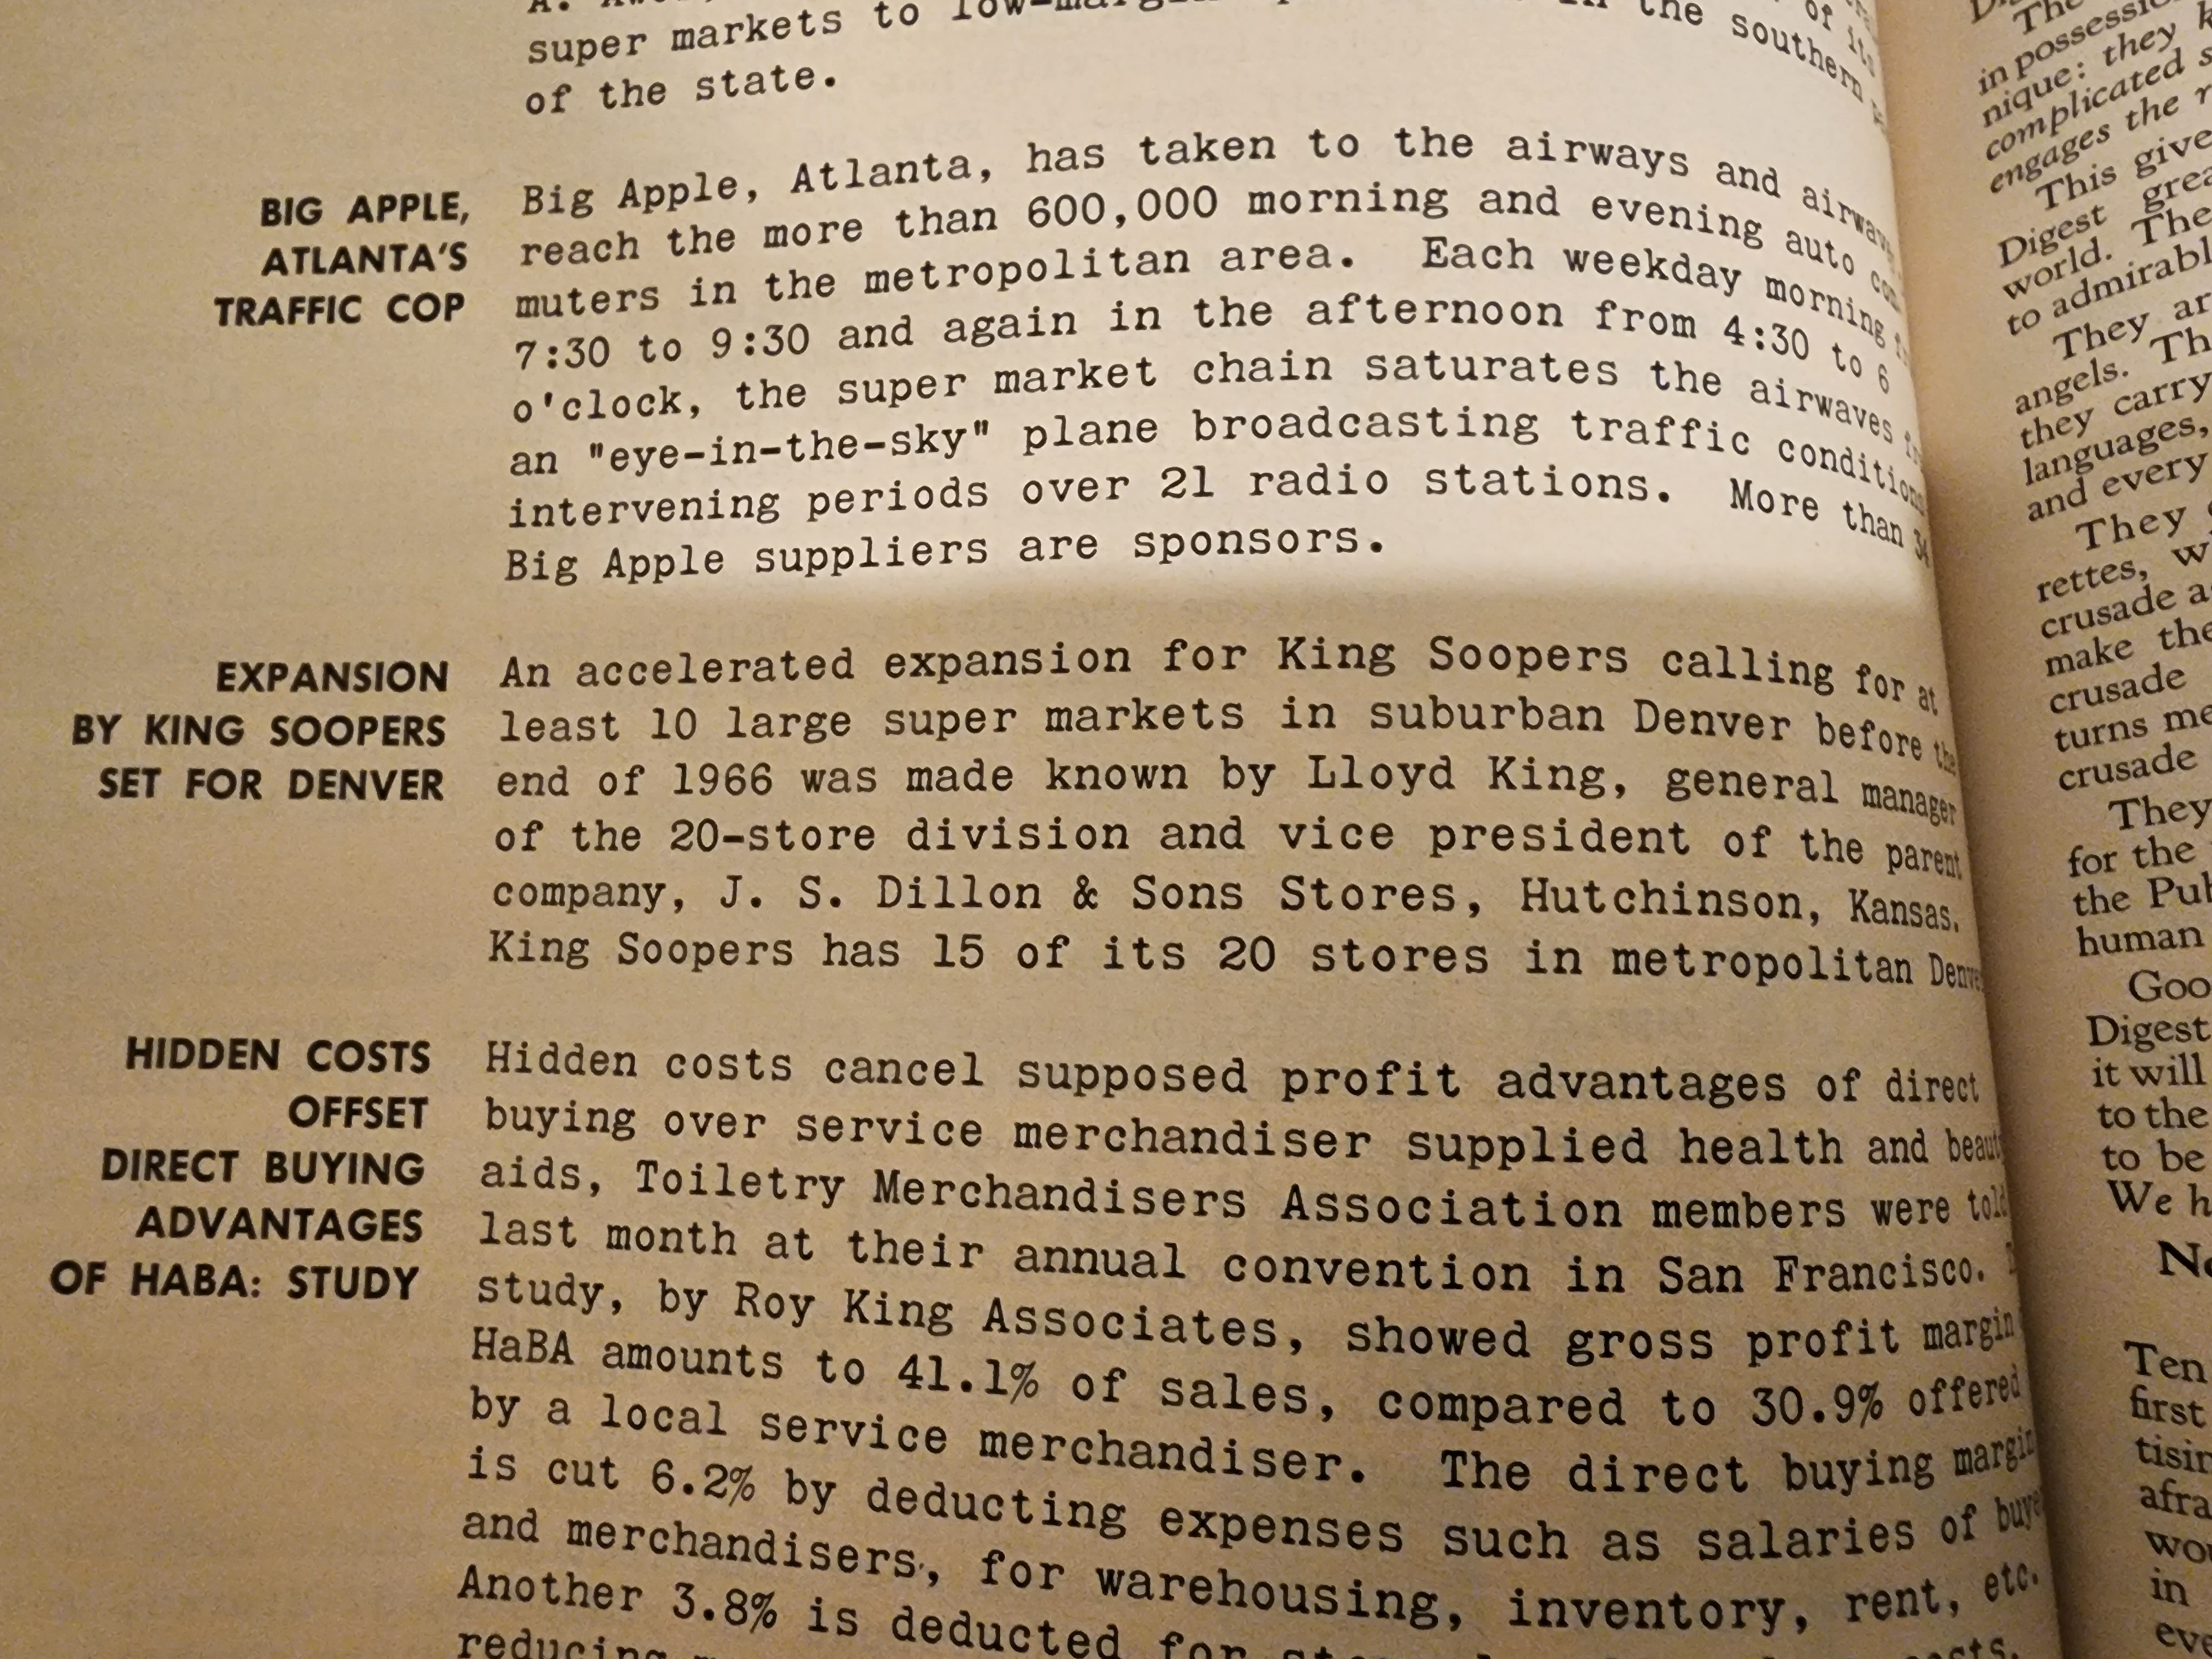 super markets to
the southern
of its
of the state.
BIG APPLE,
ATLANTA'S
TRAFFIC COP
Big Apple, Atlanta, has taken to the airways and
reach the more than 600,000 morning and evening auto
muters in the metropolitan area. Each weekday morning
7:30 to 9:30 and again in the afternoon from 4:30 to 6
o'clock, the super market chain saturates the airwaves
an "eye-in-the-sky" plane broadcasting traffic
intervening periods over 21 radio stations. More than
Big Apple suppliers are sponsors.
EXPANSION
BY KING SOOPERS
SET FOR DENVER
An accelerated expansion for King Soopers calling for at
least 10 large super markets in suburban Denver before the
end of 1966 was made known by Lloyd King, general manager
of the 20-store division and vice president of the parent
company, J. S. Dillon & Sons Stores, Hutchinson, Kansas.
King Soopers has 15 of its 20 stores in metropolitan
HIDDEN COSTS
OFFSET
DIRECT BUYING
ADVANTAGES
OF HABA: STUDY
Hidden costs cancel supposed profit advantages of direct
buying over service merchandiser supplied health and
aids, Toiletry Merchandisers Association members were told
last month at their annual convention in San Francisco.
study, by Roy King Associates, showed gross profit margin
HaBA amounts to 41.1% of sales, compared to 30.9% offered
by a local service merchandiser. The direct buying margin
is cut 6.2% by deducting expenses such as salaries of
and merchandisers, for warehousing, inventory, rent, etc.
Another 3.8% is deducted for
reducing
The
in
nique: they
complicated
engages the
This
Digest
world. The
to
They
angels.
they carry
languages,
and every
They
rettes,
crusade
make
crusade
turns
crusade
They
for the
the
human
Digest
it will
to the
to be
We
Ten
first
in